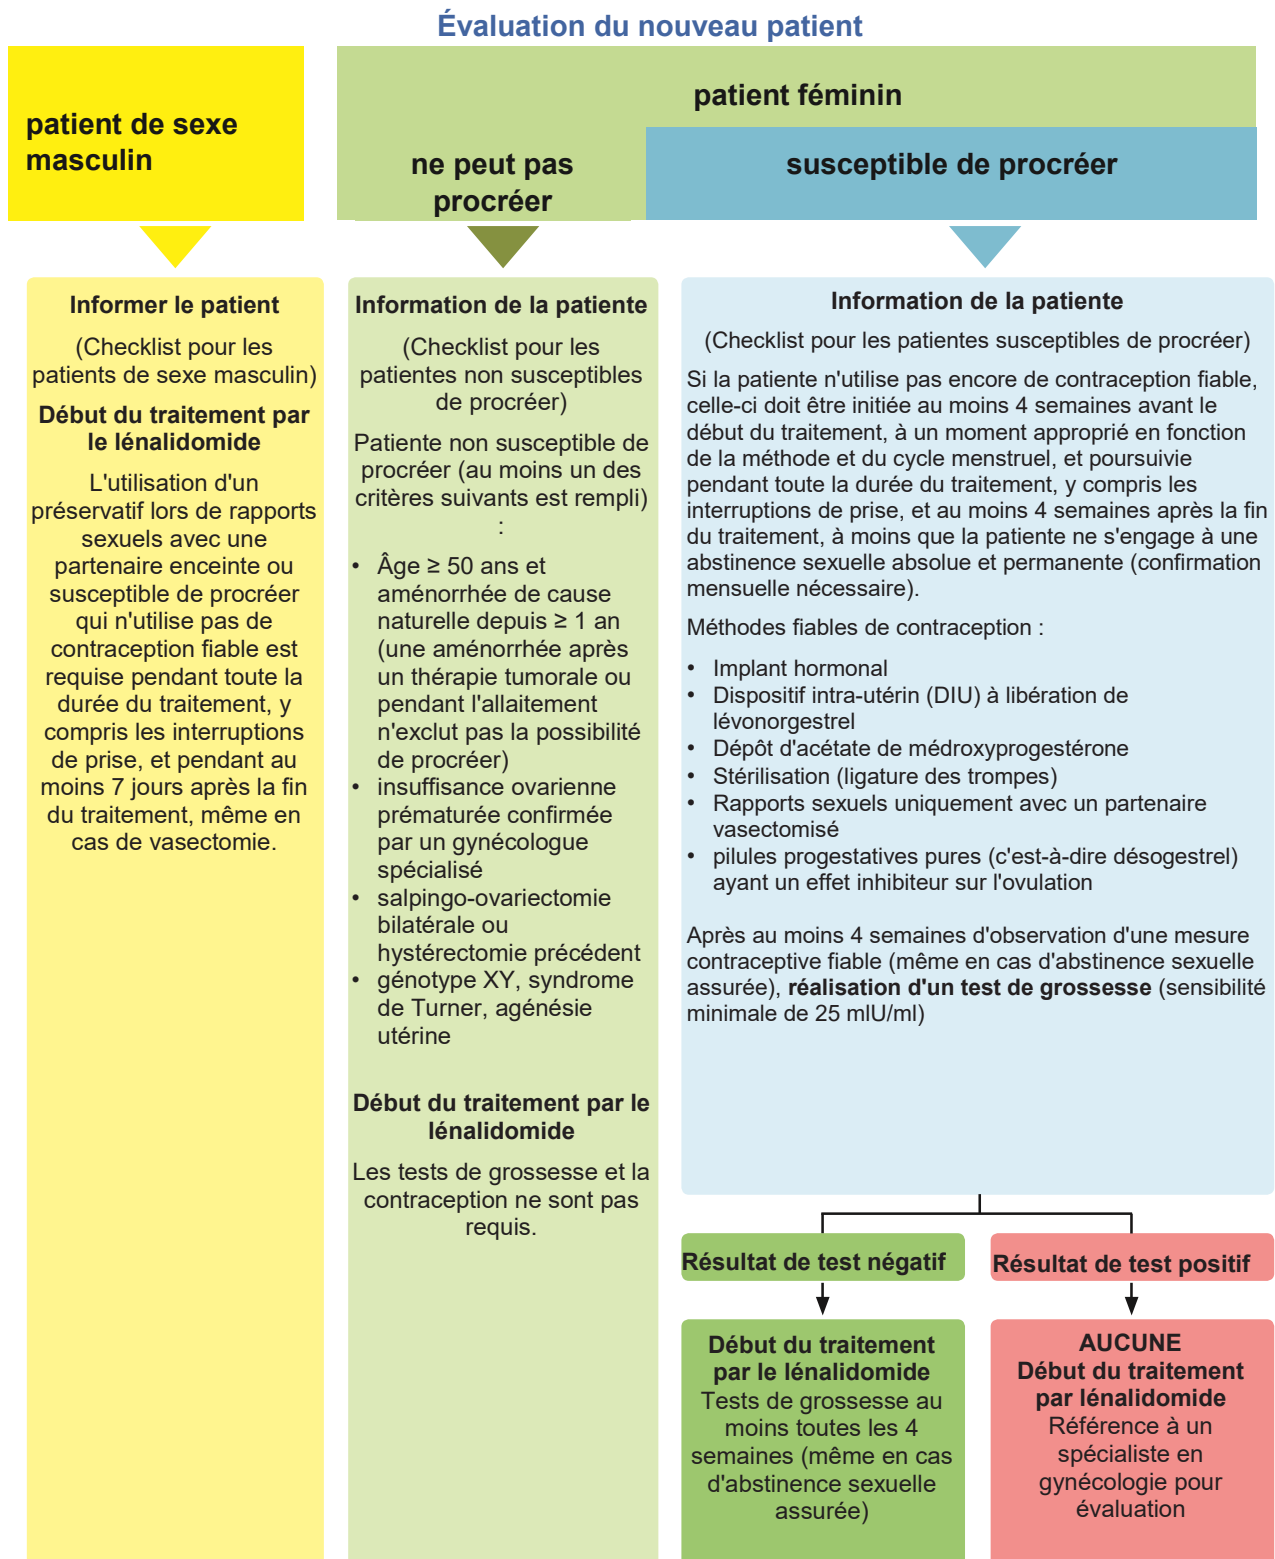 Évaluation du nouveau patient
patient de sexe
masculin
patient féminin
ne peut pas
procréer
susceptible de procréer
Informer le patient
(Checklist pour les
patients de sexe masculin)
Début du traitement par
le lénalidomide
L'utilisation d'un
préservatif lors de rapports
sexuels avec une
partenaire enceinte ou
susceptible de procréer
qui n'utilise pas de
contraception fiable est
requise pendant toute la
durée du traitement, y
compris les interruptions
de prise, et pendant au
moins 7 jours après la fin
du traitement, même en
cas de vasectomie.
Information de la patiente
(Checklist pour les
patientes non susceptibles
de procréer)
Patiente non susceptible de
procréer (au moins un des
critères suivants est rempli)
:
• Âge ≥ 50 ans et
aménorrhée de cause
naturelle depuis ≥ 1 an
(une aménorrhée après
un thérapie tumorale ou
pendant l'allaitement
n'exclut pas la possibilité
de procréer)
• insuffisance ovarienne
prématurée confirmée
par un gynécologue
spécialisé
• salpingo-ovariectomie
bilatérale ou
hystérectomie précédent
• génotype XY, syndrome
de Turner, agénésie
utérine
Début du traitement par le
lénalidomide
Les tests de grossesse et la
contraception ne sont pas
requis.
Information de la patiente
(Checklist pour les patientes susceptibles de procréer)
Si la patiente n'utilise pas encore de contraception fiable,
celle-ci doit être initiée au moins 4 semaines avant le
début du traitement, à un moment approprié en fonction
de la méthode et du cycle menstruel, et poursuivie
pendant toute la durée du traitement, y compris les
interruptions de prise, et au moins 4 semaines après la fin
du traitement, à moins que la patiente ne s'engage à une
abstinence sexuelle absolue et permanente (confirmation
mensuelle nécessaire).
Méthodes fiables de contraception :
• Implant hormonal
• Dispositif intra-utérin (DIU) à libération de
lévonorgestrel
• Dépôt d'acétate de médroxyprogestérone
• Stérilisation (ligature des trompes)
• Rapports sexuels uniquement avec un partenaire
vasectomisé
• pilules progestatives pures (c'est-à-dire désogestrel)
ayant un effet inhibiteur sur l'ovulation
Après au moins 4 semaines d'observation d'une mesure
contraceptive fiable (même en cas d'abstinence sexuelle
assurée), réalisation d'un test de grossesse (sensibilité
minimale de 25 mlU/ml)
Résultat de test négatif
Début du traitement
par le lénalidomide
Tests de grossesse au
moins toutes les 4
semaines (même en cas
d'abstinence sexuelle
assurée)
Résultat de test positif
AUCUNE
Début du traitement
par lénalidomide
Référence à un
spécialiste en
gynécologie pour
évaluation